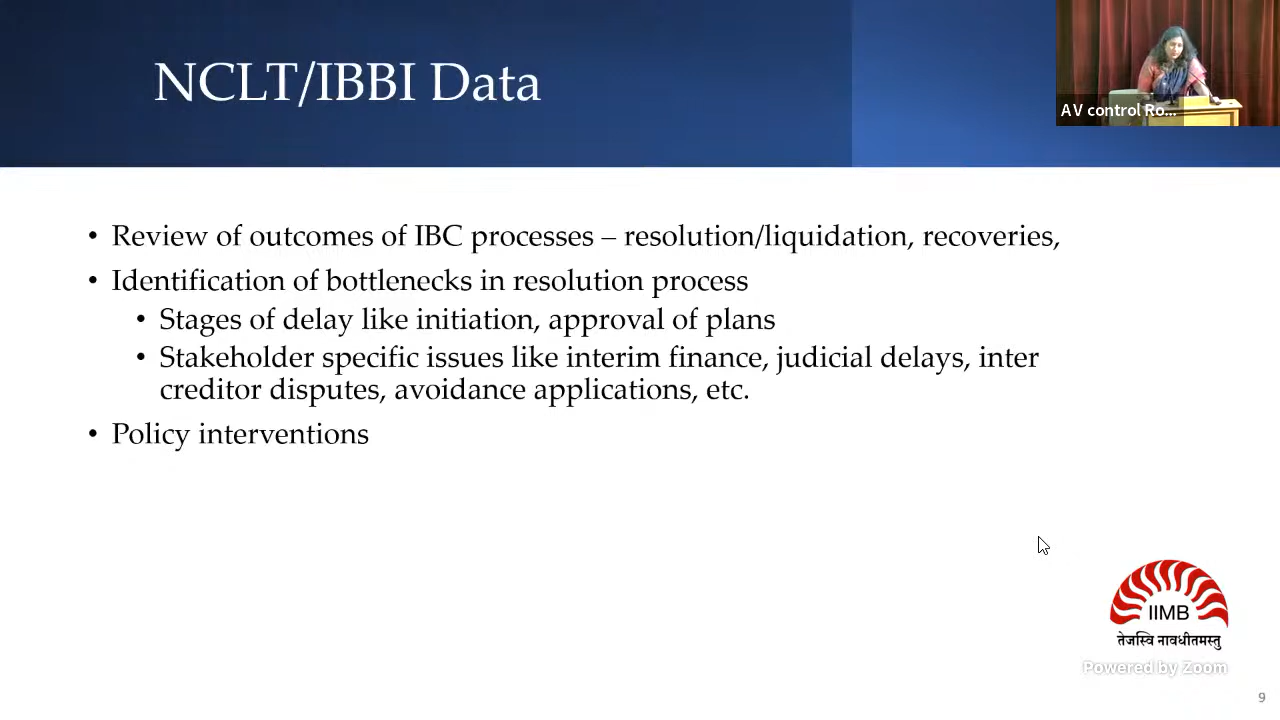 NCLT/IBBI Data
AV control Ro...
• Review of outcomes of IBC processes – resolution/liquidation, recoveries,
• Identification of bottlenecks in resolution process
• Stages of delay like initiation, approval of plans
• Stakeholder specific issues like interim finance, judicial delays, inter
creditor disputes, avoidance applications, etc.
• Policy interventions
IIMB
तेजस्वि नावधीतमस्तु
Powered by Zoom
9